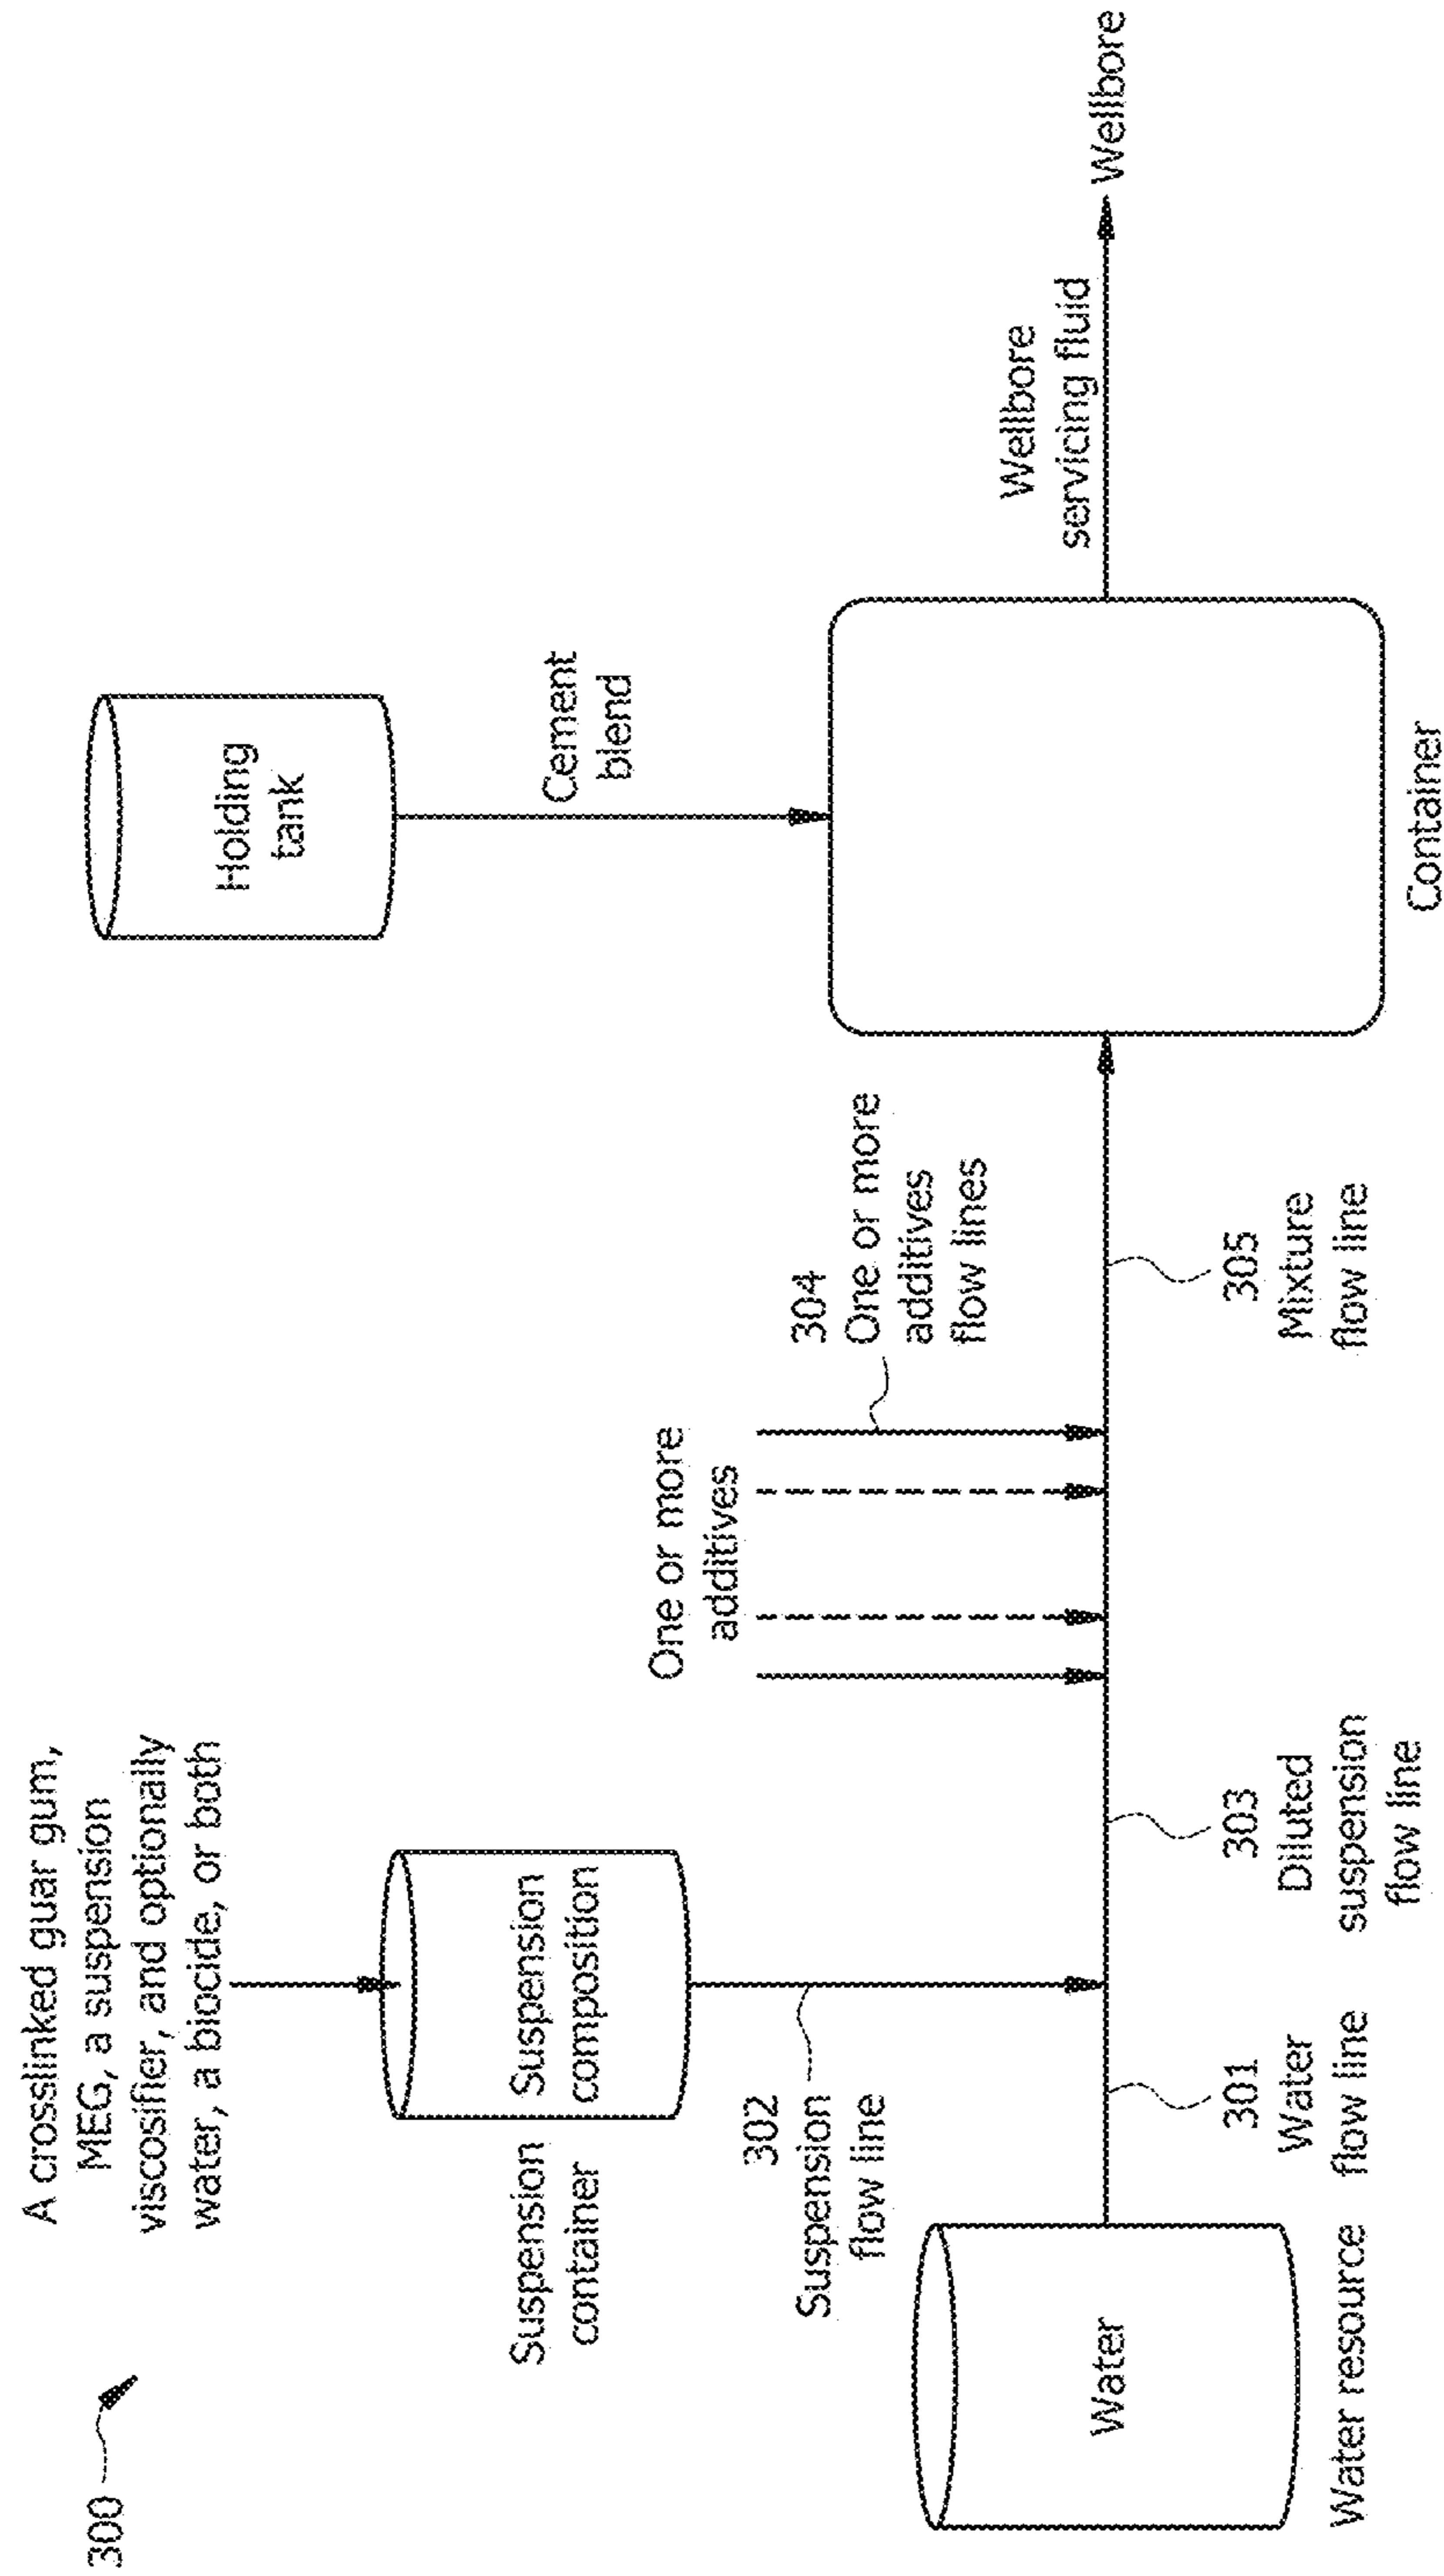 300
A crosslinked guar gum,
MEG, a suspension
viscosifier, and optionally
water, a biocide, or both
Suspension
container
Suspension
composition
302
Suspension
flow line
Water
Water resource
301
Water
flow line
303
Diluted
suspension
flow line
One or more
additives
304
One or more
additives
flow lines
305
Mixture
flow line
Holding
tank
Cement
blend
Container
Wellbore
servicing fluid
Wellbore